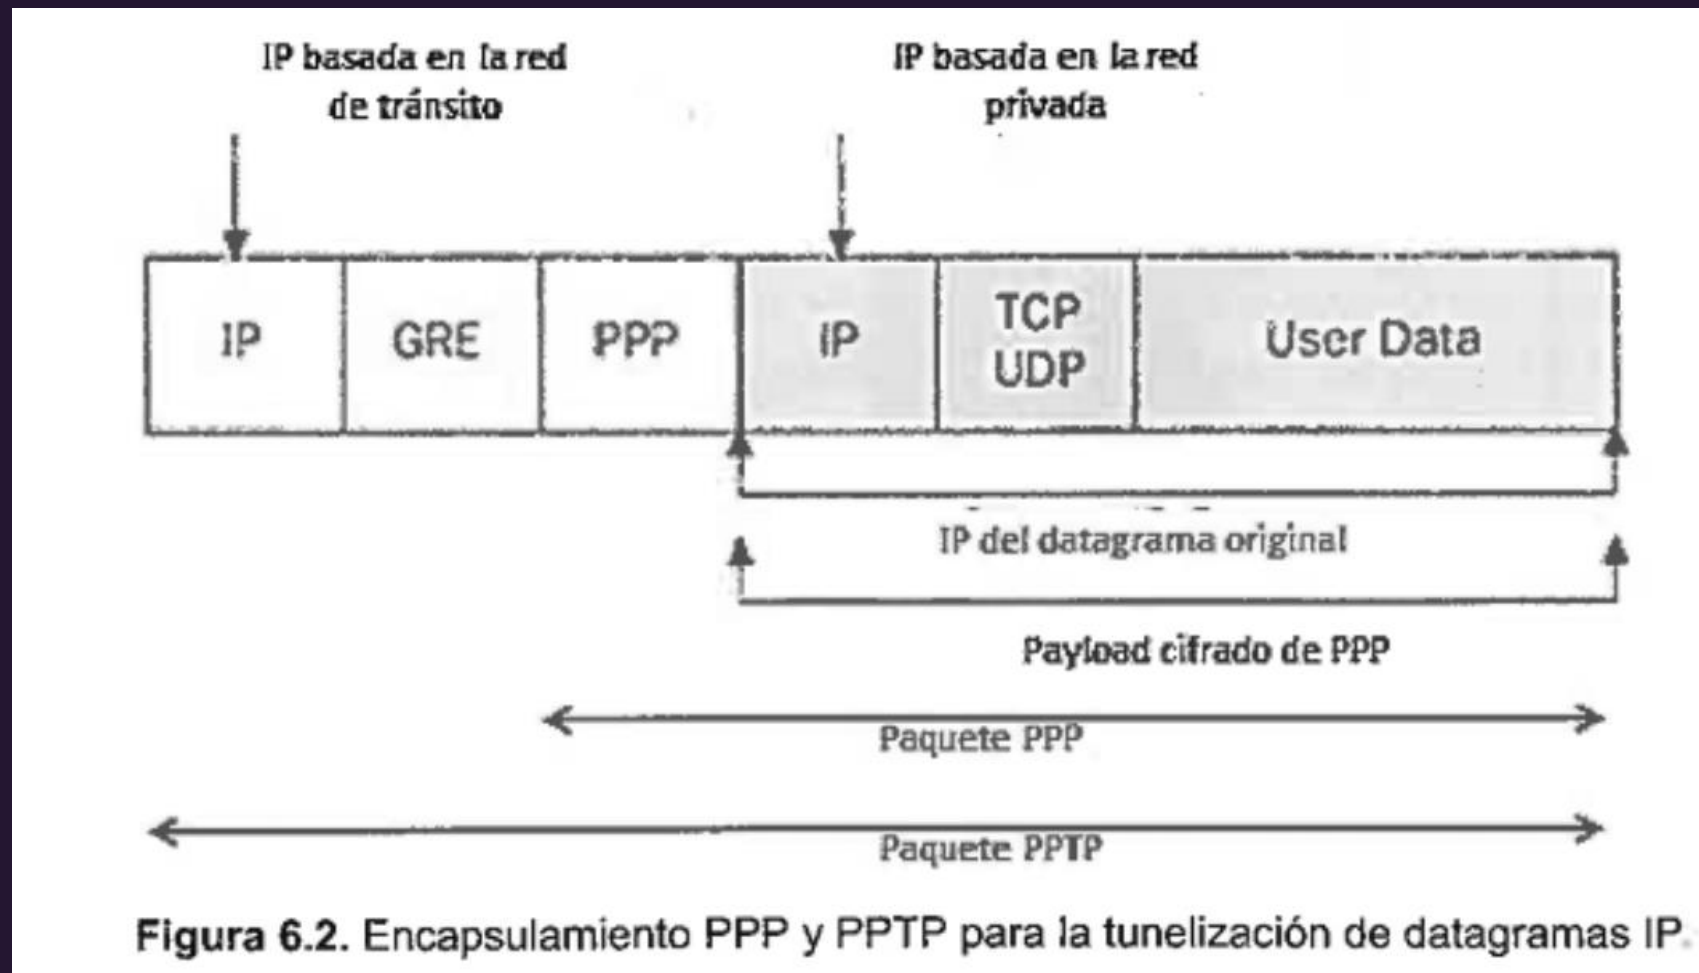 IP basada en la red
de tránsito
IP basada en la red
privada
IP
GRE
PPP
IP
TCP
UDP
User Data
IP del datagrama original
Payload cifrado de PPP
Paquete PPP
Paquete PPTP
Figura 6.2. Encapsulamiento PPP y PPTP para la tunelización de datagramas IP.